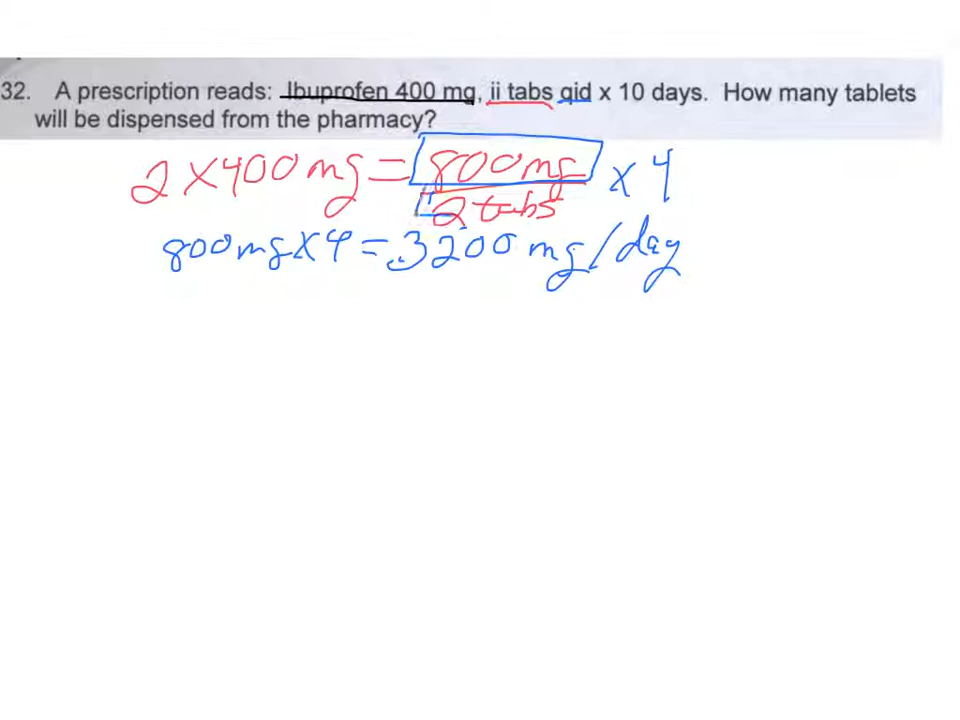 32. A prescription reads: Ibuprofen 400 mg, ii tabs qid x 10 days. How many tablets
will be dispensed from the pharmacy?
2 x 400 mg = 800 mg x 4
2 tabs
800 mg x 4 = 3200 mg/day